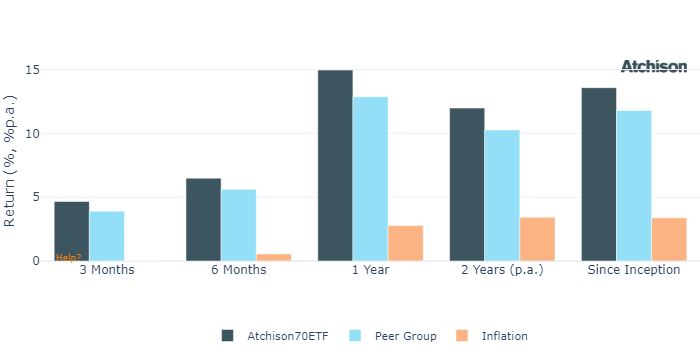 Atchison
15
10
5
0
Return (%, %p.a.)
Help?
3 Months
6 Months
1 Year
2 Years (p.a.)
Since Inception
Atchison70ETF
Peer Group
Inflation